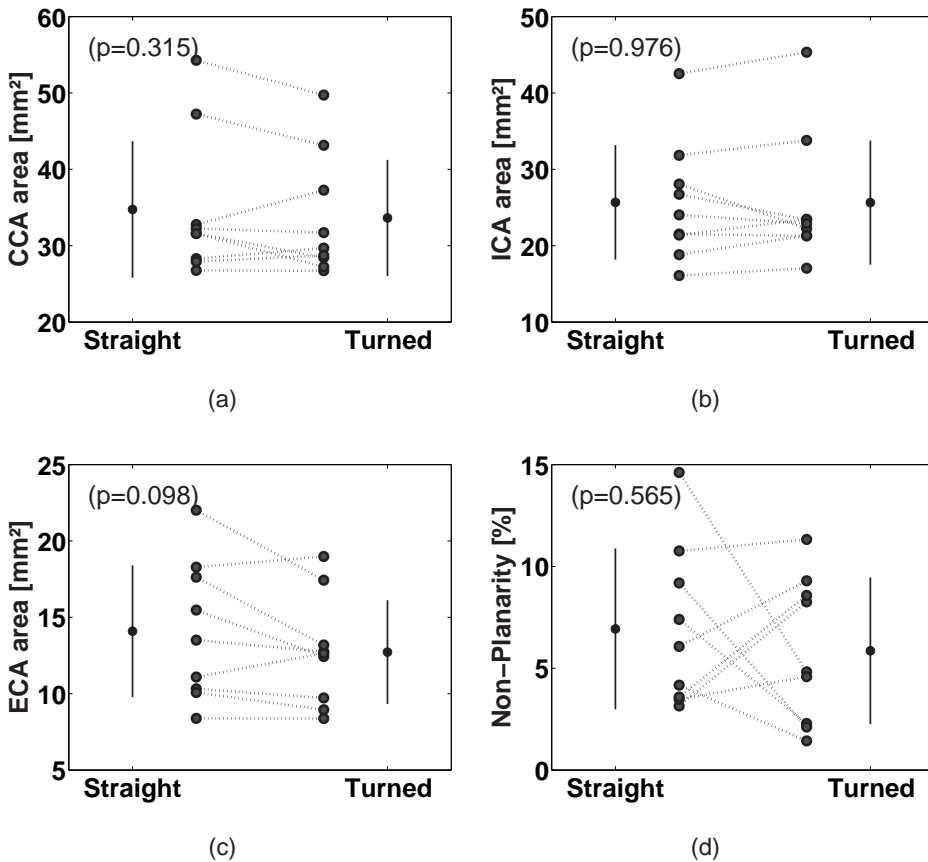 60
50
40
30
20
CCA area [mm²]
(p=0.315)
Straight
Turned
(a)
50
40
30
20
10
ICA area [mm²]
(p=0.976)
Straight
Turned
(b)
25
20
15
10
5
ECA area [mm²]
(p=0.098)
Straight
Turned
(c)
15
10
5
0
Non-Planarity [%]
(p=0.565)
Straight
Turned
(d)